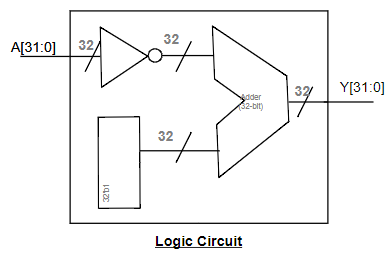 A[31:0]
32
32
Adder
(32-bit)
32
Y[31:0]
32
32'b1
Logic Circuit